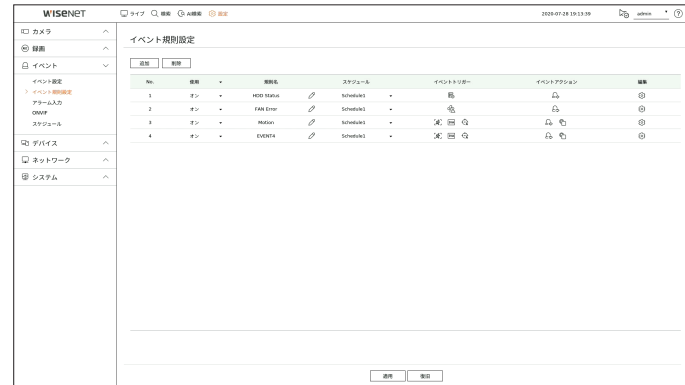 WISENET
ライブ 検索 AI検索 設定 2020-07-28 19:13:39 admin
カメラ
録画
イベント
イベント設定
イベント規則設定
アラーム入力
ONVIF
スケジュール
デバイス
ネットワーク
システム
イベント規則設定
追加 削除
No. 使用 規則名 スケジュール イベントトリガー イベントアクション 編集
1 オン HDD Status Schedule1
2 オン FAN Error Schedule1
3 オン Motion Schedule1
4 オン EVENT4 Schedule1
適用 復旧